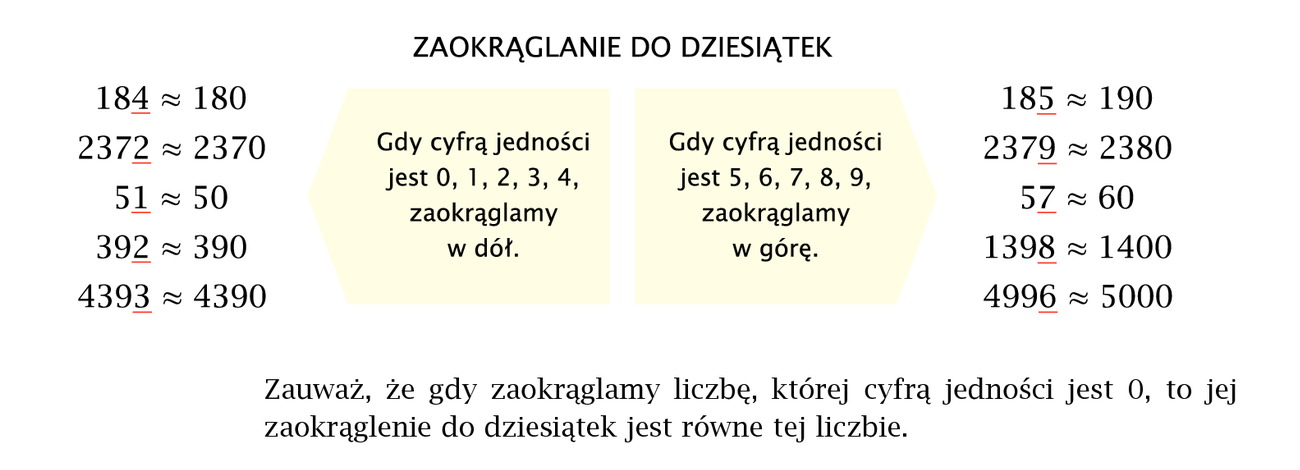 ZAOKRĄGLANIE DO DZIESIĄTEK
184 ≈ 180
2372 ≈ 2370
51 ≈ 50
392 ≈ 390
4393 ≈ 4390
Gdy cyfrą jedności
jest 0, 1, 2, 3, 4,
zaokrąglamy
w dół.
Gdy cyfrą jedności
jest 5, 6, 7, 8, 9,
zaokrąglamy
w górę.
185 ≈ 190
2379 ≈ 2380
57 ≈ 60
1398 ≈ 1400
4996 ≈ 5000
Zauważ, że gdy zaokrąglamy liczbę, której cyfrą jedności jest 0, to jej
zaokrąglenie do dziesiątek jest równe tej liczbie.